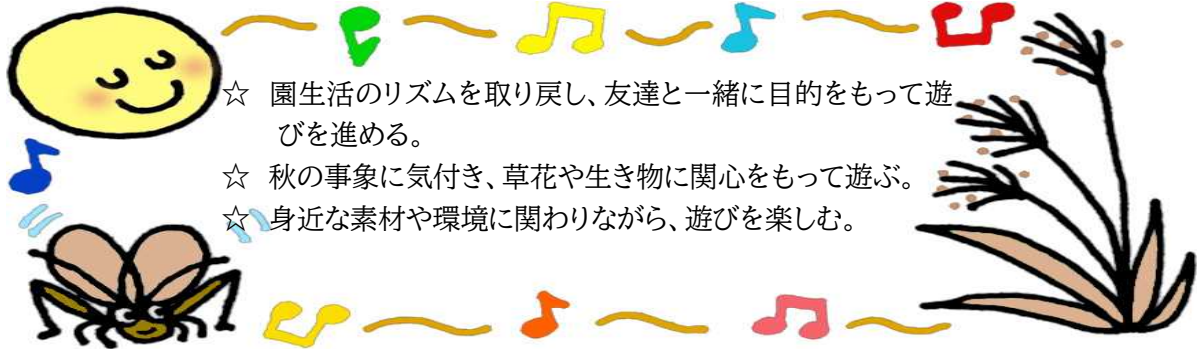 ☆ 園生活のリズムを取り戻し、友達と一緒に目的をもって遊
びを進める。
☆ 秋の事象に気付き、草花や生き物に関心をもって遊ぶ。
☆ 身近な素材や環境に関わりながら、遊びを楽しむ。